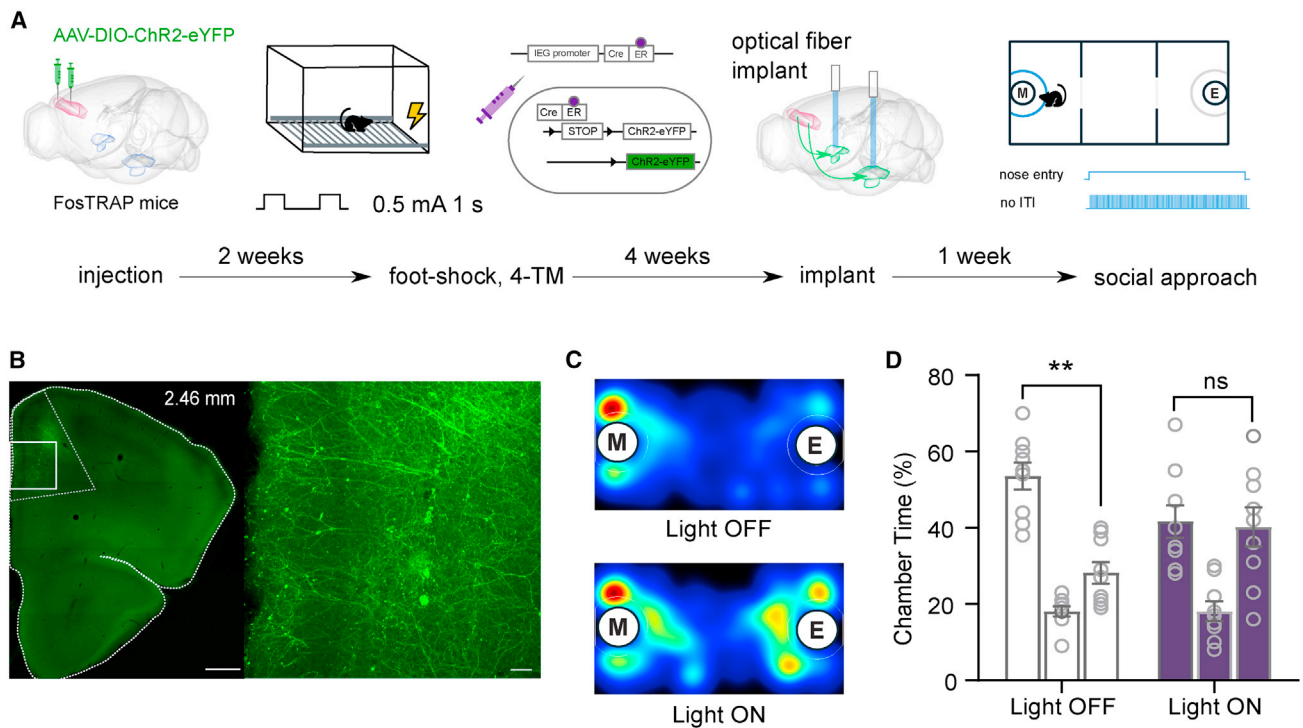 A
AAV-DIO-ChR2-eYFP
FosTRAP mice
0.5 mA 1 s
IEG promoter
Cre
ER
Cre
ER
STOP
ChR2-eYFP
ChR2-eYFP
optical fiber
implant
M
E
nose entry
no ITI
injection
2 weeks
foot-shock, 4-TM
4 weeks
implant
1 week
social approach
B
2.46 mm
C
M
E
Light OFF
M
E
Light ON
D
Chamber Time (%)
80
60
40
20
0
**
ns
Light OFF
Light ON